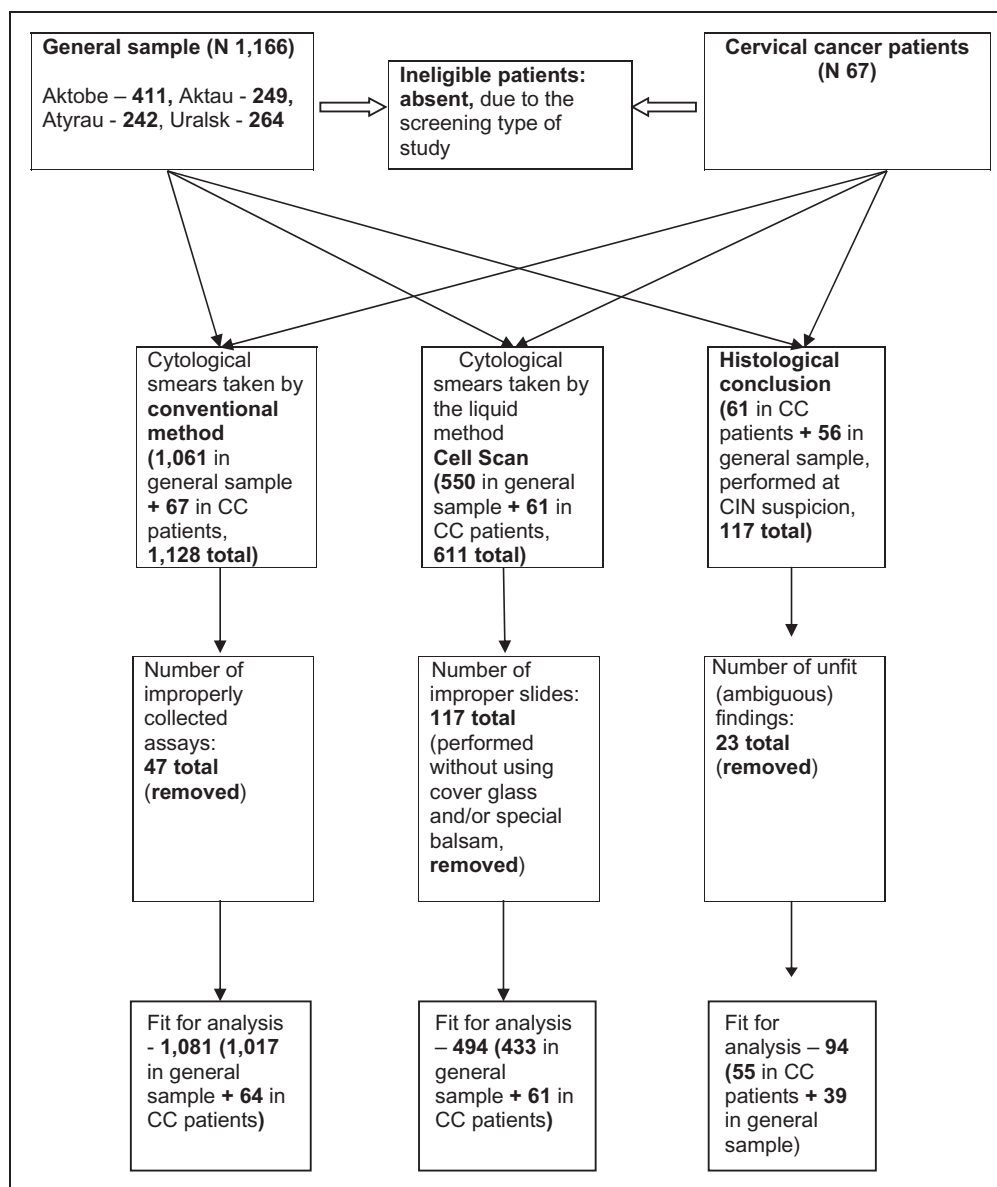 General sample (N 1,166)
Aktobe – 411, Aktau - 249,
Atyrau - 242, Uralsk - 264
Ineligible patients:
absent, due to the
screening type of
study
Cervical cancer patients
(N 67)
Cytological
smears taken by
conventional
method
(1,061 in
general sample
+ 67 in CC
patients,
1,128 total)
Cytological
smears taken by
the liquid
method
Cell Scan
(550 in general
sample + 61 in
CC patients,
611 total)
Histological
conclusion
(61 in CC
patients + 56 in
general sample,
performed at
CIN suspicion,
117 total)
Number of
improperly
collected
assays:
47 total
(removed)
Number of
improper slides:
117 total
(performed
without using
cover glass
and/or special
balsam,
removed)
Number of unfit
(ambiguous)
findings:
23 total
(removed)
Fit for analysis
- 1,081 (1,017
in general
sample + 64 in
CC patients)
Fit for analysis
– 494 (433 in
general
sample + 61 in
CC patients)
Fit for
analysis – 94
(55 in CC
patients + 39
in general
sample)